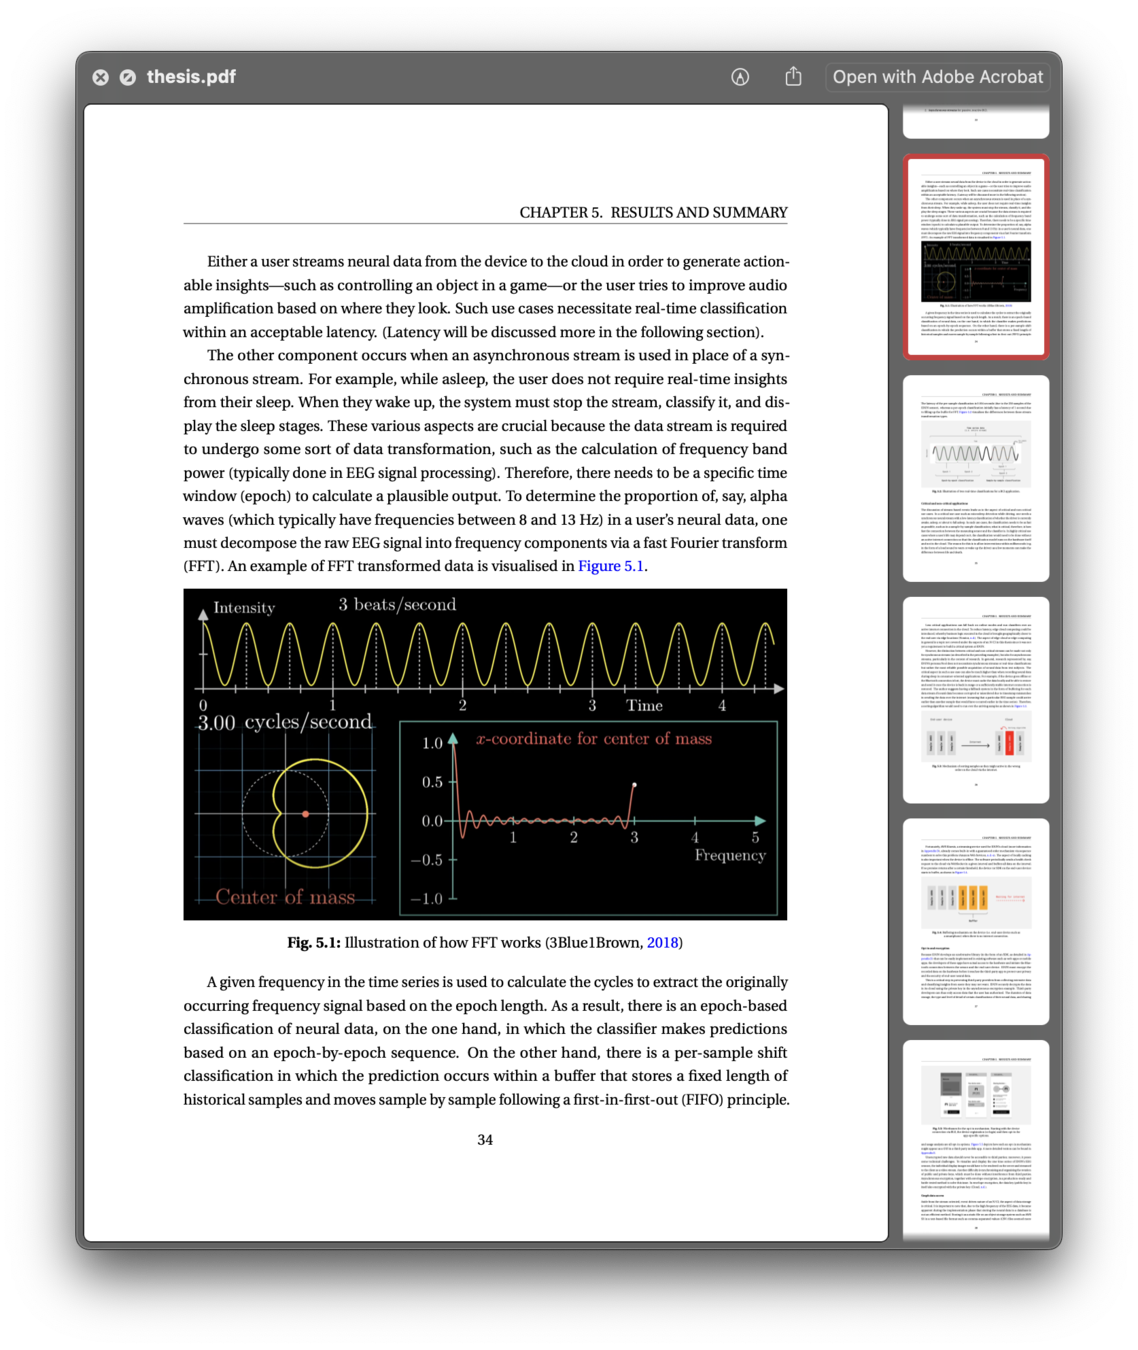 thesis.pdf
Open with Adobe Acrobat
CHAPTER 5. RESULTS AND SUMMARY
Either a user streams neural data from the device to the cloud in order to generate action-
able insights—such as controlling an object in a game—or the user tries to improve audio
amplification based on where they look. Such use cases necessitate real-time classification
within an acceptable latency. (Latency will be discussed more in the following section).
The other component occurs when an asynchronous stream is used in place of a syn-
chronous stream. For example, while asleep, the user does not require real-time insights
from their sleep. When they wake up, the system must stop the stream, classify it, and dis-
play the sleep stages. These various aspects are crucial because the data stream is required
to undergo some sort of data transformation, such as the calculation of frequency band
power (typically done in EEG signal processing). Therefore, there needs to be a specific time
window (epoch) to calculate a plausible output. To determine the proportion of, say, alpha
waves (which typically have frequencies between 8 and 13 Hz) in a user's neural data, one
must decompose the raw EEG signal into frequency components via a fast Fourier transform
(FFT). An example of FFT transformed data is visualised in Figure 5.1.
Intensity
3 beats/second
0 1 2 3 Time 4
3.00 cycles/second
Center of mass
x-coordinate for center of mass
1.0
0.5
0.0
1 2 3 4 5
Frequency
−0.5
−1.0
Fig. 5.1: Illustration of how FFT works (3Blue1Brown, 2018)
A given frequency in the time series is used to calculate the cycles to extract the originally
occurring frequency signal based on the epoch length. As a result, there is an epoch-based
classification of neural data, on the one hand, in which the classifier makes predictions
based on an epoch-by-epoch sequence. On the other hand, there is a per-sample shift
classification in which the prediction occurs within a buffer that stores a fixed length of
historical samples and moves sample by sample following a first-in-first-out (FIFO) principle.
34